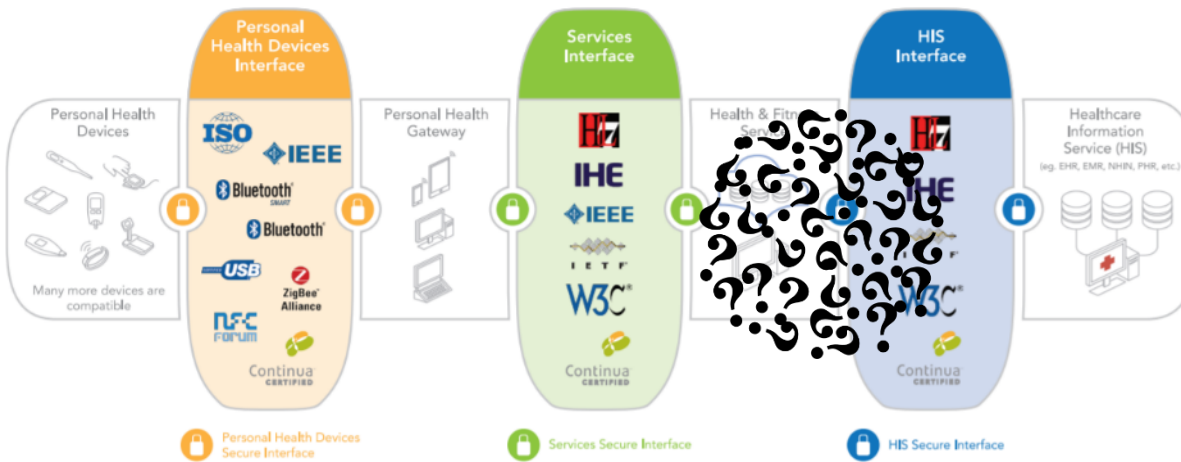 Personal
Health Devices
Interface
Services
Interface
HIS
Interface
Personal Health
Devices
Many more devices are
compatible
ISO
IEEE
Bluetooth®
SMART
Bluetooth®
USB
ZigBee®
Alliance
NFC
FORUM
Continua
CERTIFIED
Personal Health
Gateway
HL7
IHE
IEEE
I E T F®
W3C®
Continua
CERTIFIED
Health &
HL7
IHE
W3C®
Continua
CERTIFIED
Healthcare
Information
Service (HIS)
(eg. EHR, EMR, NHIN, PHR, etc.)
Personal Health Devices
Secure Interface
Services Secure Interface
HIS Secure Interface